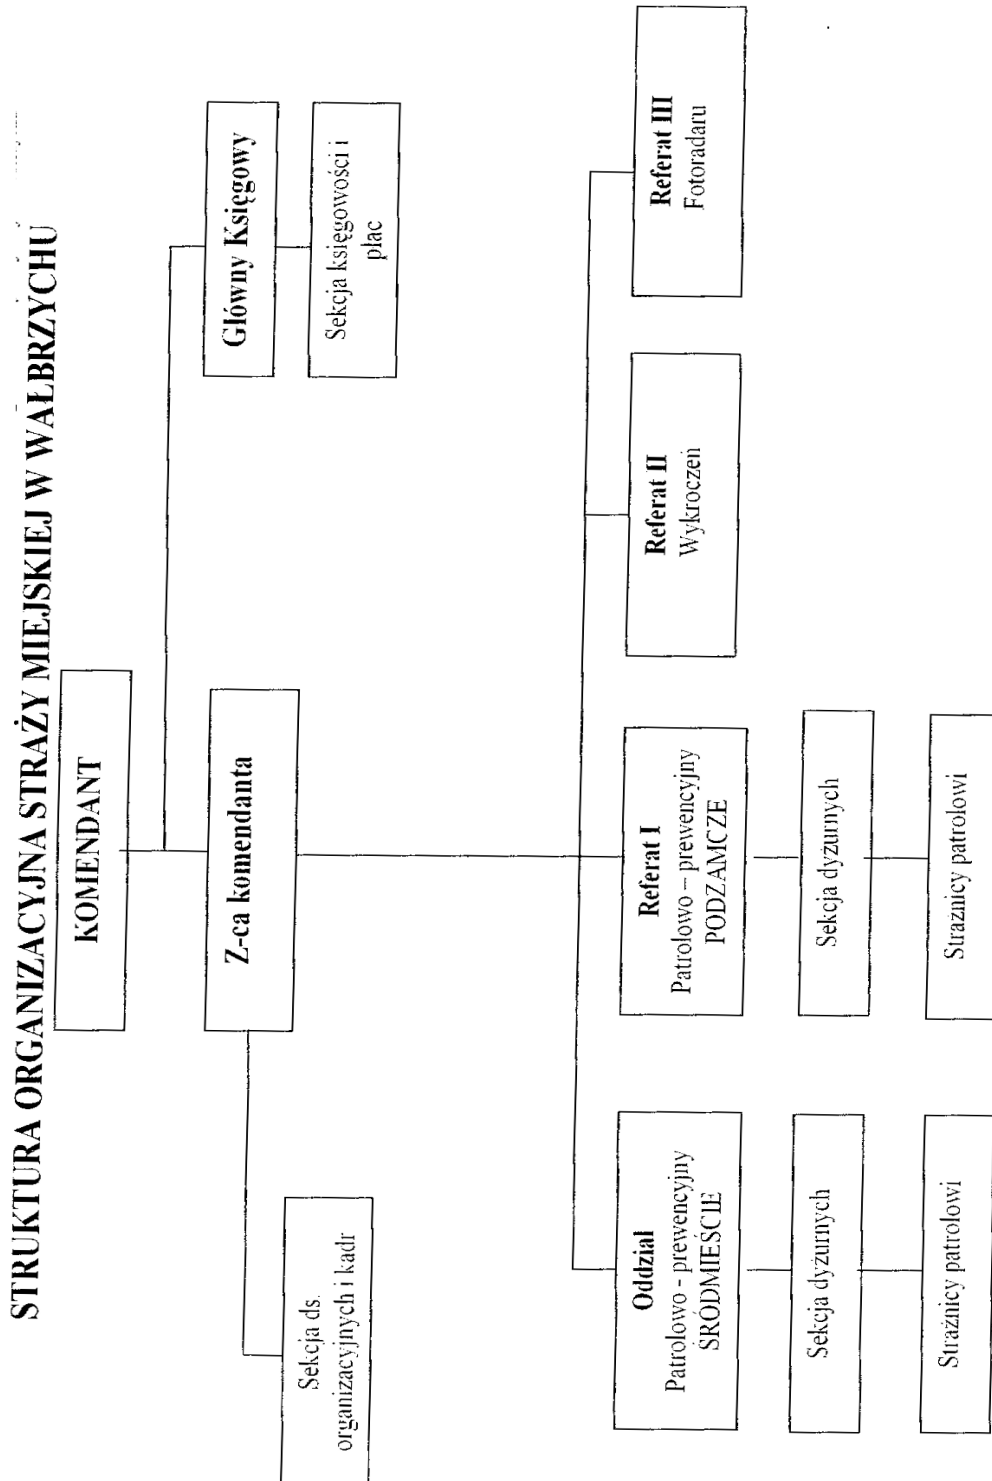 STRUKTURA ORGANIZACYJNA STRAŻY MIEJSKIEJ W WAŁBRZYCHU
KOMENDANT
Z-ca komendanta
Główny Księgowy
Sekcja księgowości i
płac
Sekcja ds.
organizacyjnych i kadr
Oddział
Patrolowo - prewencyjny
ŚRÓDMIEŚCIE
Sekcja dyżurnych
Strażnicy patrolowi
Referat I
Patrolowo – prewencyjny
PODZAMCZE
Sekcja dyżurnych
Strażnicy patrolowi
Referat II
Wykroczeń
Referat III
Fotoradaru